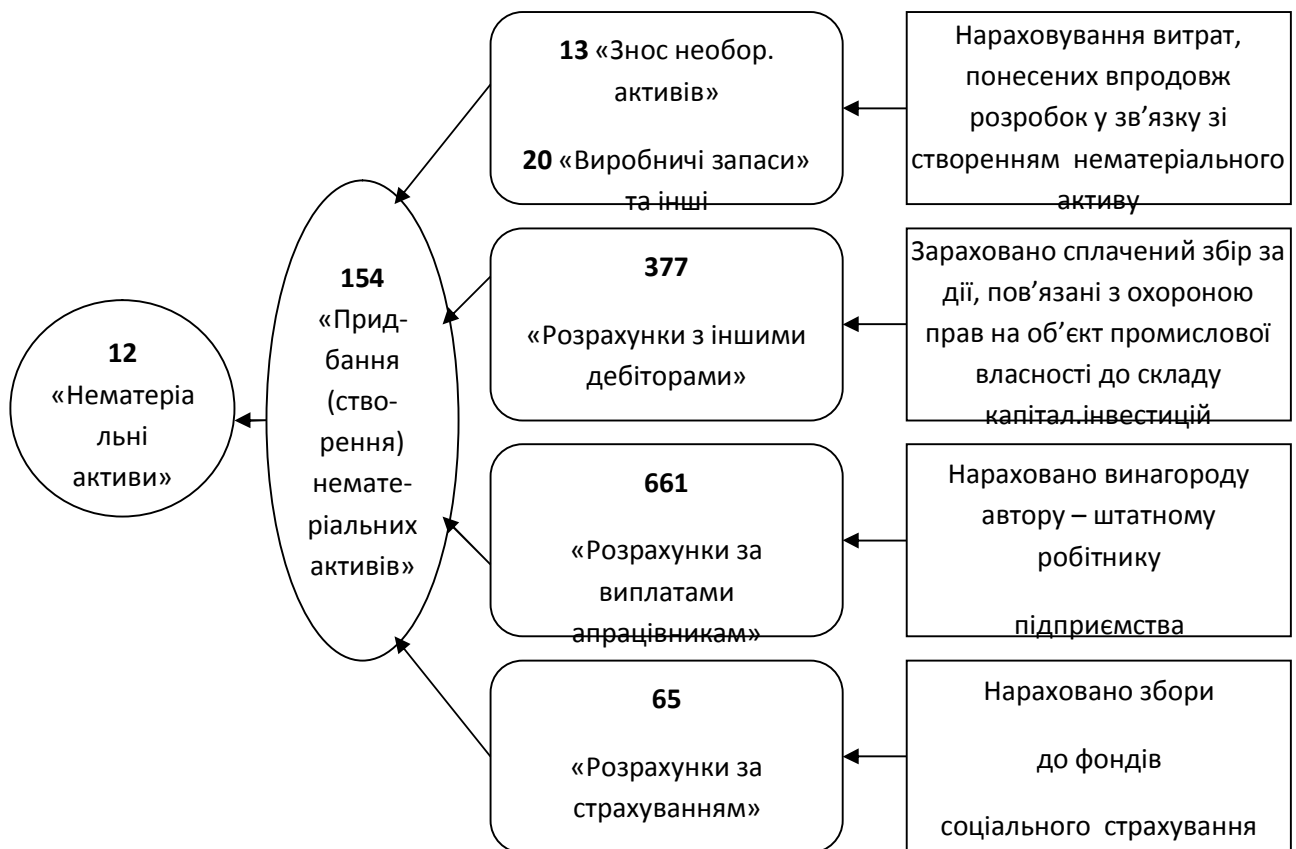 13 «Знос необор.
активів»
20 «Виробничі запаси»
та інші
Нараховування витрат,
понесених впродовж
розробок у зв’язку зі
створенням нематеріального
активу
377
«Розрахунки з іншими
дебіторами»
Зараховано сплачений збір за
дії, пов’язані з охороною
прав на об’єкт промислової
власності до складу
капітал.інвестицій
12
«Нематеріа
льні
активи»
154
«Прид-
бання
(ство-
рення)
немате-
ріальних
активів»
661
«Розрахунки за
виплатами
апрацівникам»
Нараховано винагороду
автору – штатному
робітнику
підприємства
65
«Розрахунки за
страхуванням»
Нараховано збори
до фондів
соціального страхування